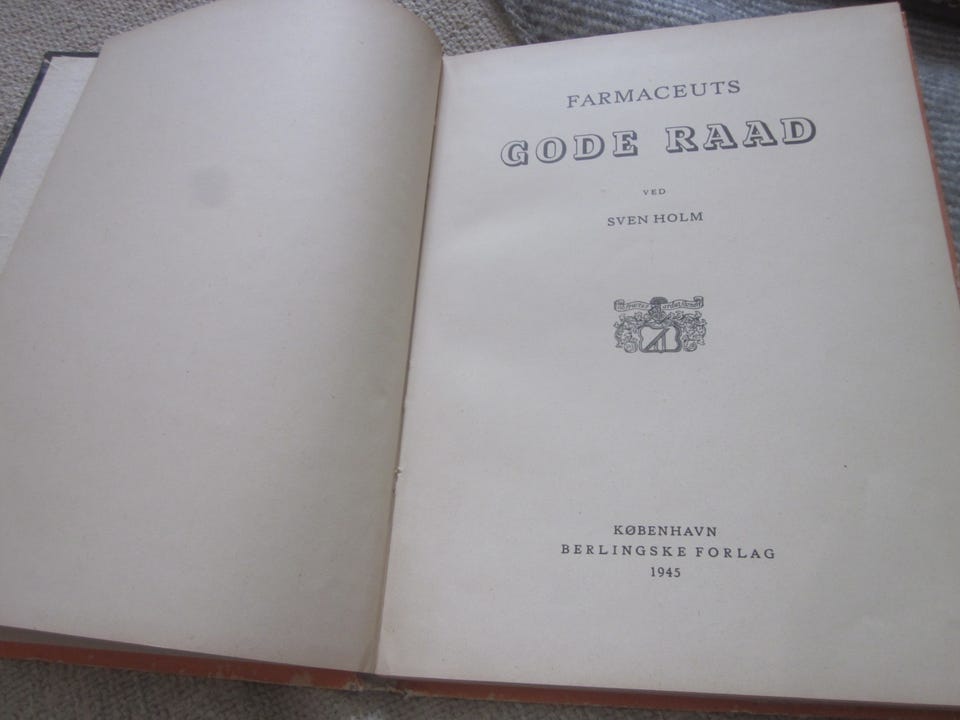 FARMACEUTS
GODE RAAD
VED
SVEN HOLM
KØBENHAVN
BERLINGSKE FORLAG
1945